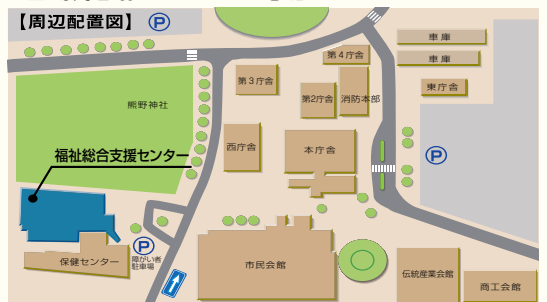 【周辺配置図】 P
第4庁舎
車庫
車庫
第3庁舎
東庁舎
熊野神社
第2庁舎
消防本部
福祉総合支援センター
西庁舎
本庁舎
P
P
障がい者
駐車場
保健センター
市民会館
伝統産業会館
商工会館